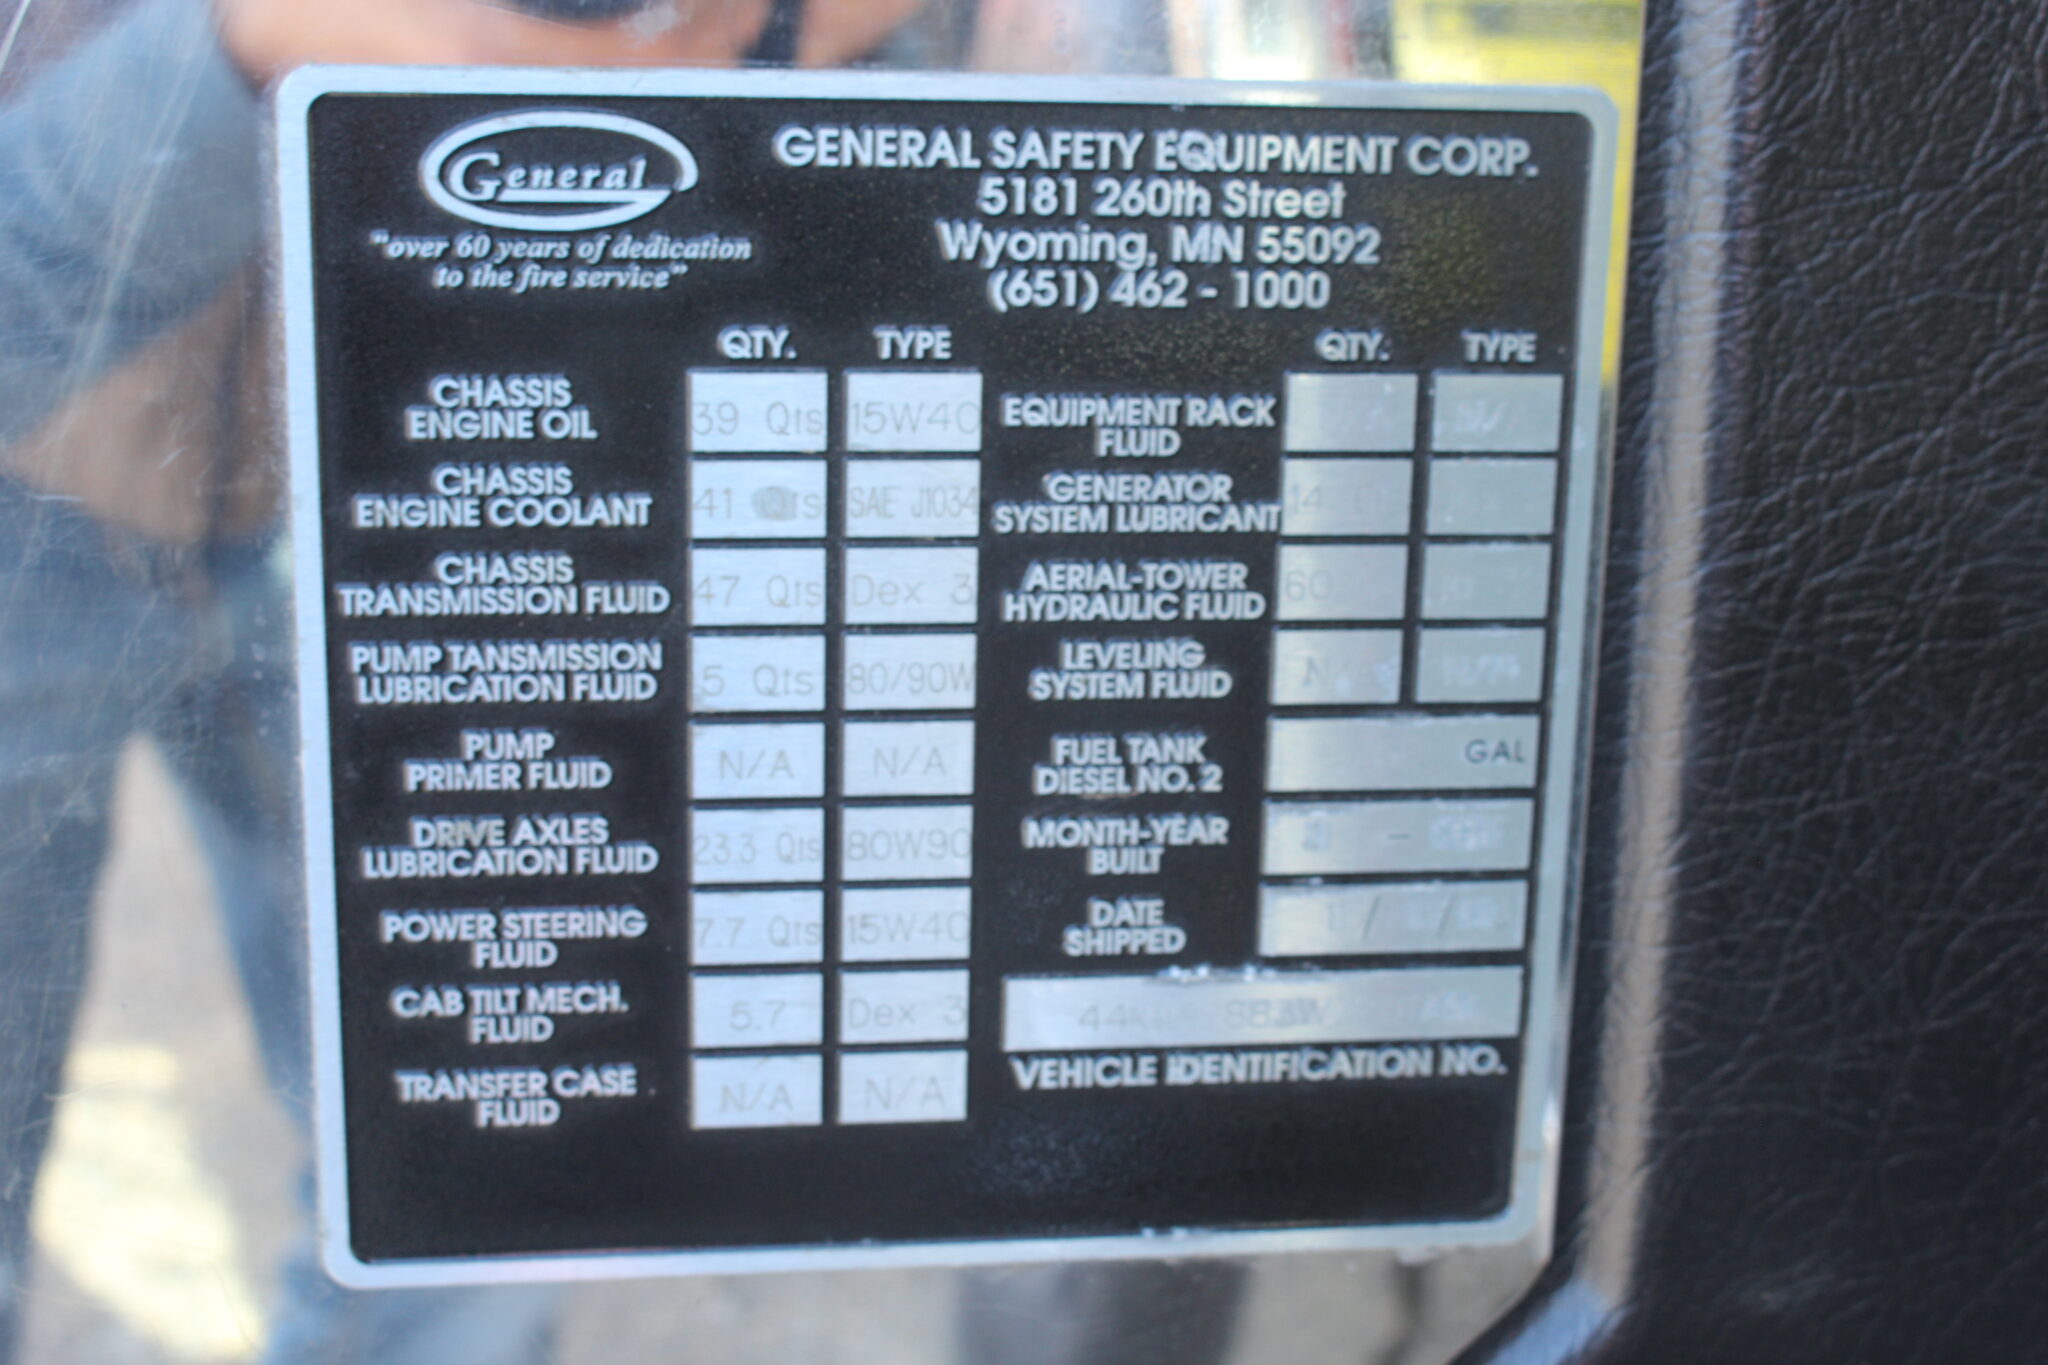 General
"over 60 years of dedication
to the fire service"
GENERAL SAFETY EQUIPMENT CORP.
5181 260th Street
Wyoming, MN 55092
(651) 462 - 1000
QTY. TYPE
CHASSIS
ENGINE OIL
39 Qts 15W40
CHASSIS
ENGINE COOLANT
41 Qts SAE J1034
CHASSIS
TRANSMISSION FLUID
47 Qts Dex 3
PUMP TANSMISSION
LUBRICATION FLUID
5 Qts 80/90W
PUMP
PRIMER FLUID
N/A N/A
DRIVE AXLES
LUBRICATION FLUID
23.3 Qts 80W90
POWER STEERING
FLUID
7.7 Qts 15W40
CAB TILT MECH.
FLUID
5.7 Dex 3
TRANSFER CASE
FLUID
N/A N/A
QTY. TYPE
EQUIPMENT RACK
FLUID
GENERATOR
SYSTEM LUBRICANT
14
AERIAL-TOWER
HYDRAULIC FLUID
60
LEVELING
SYSTEM FLUID
FUEL TANK
DIESEL NO. 2
GAL
MONTH-YEAR
BUILT
DATE
SHIPPED
VEHICLE IDENTIFICATION NO.